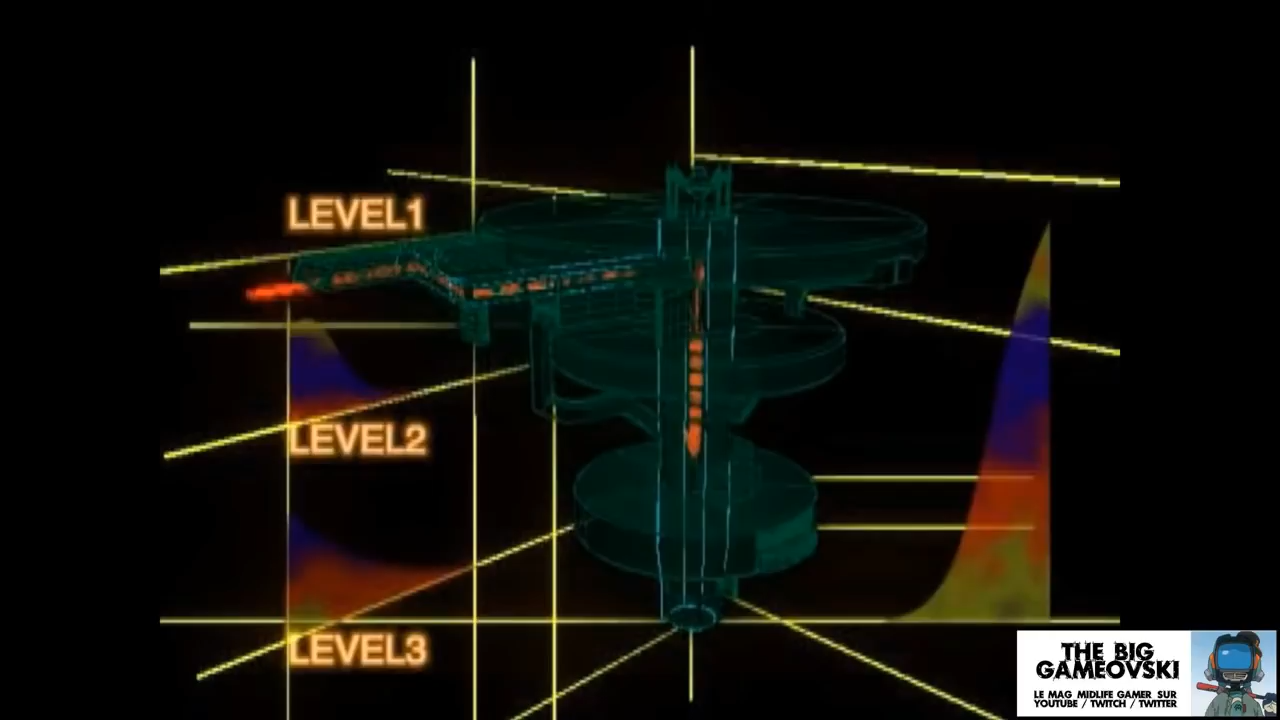 LEVEL1
LEVEL2
LEVEL3
THE BIG
GAMEOVSKI
LE MAG MIDLIFE GAMER SUR
YOUTUBE / TWITCH / TWITTER